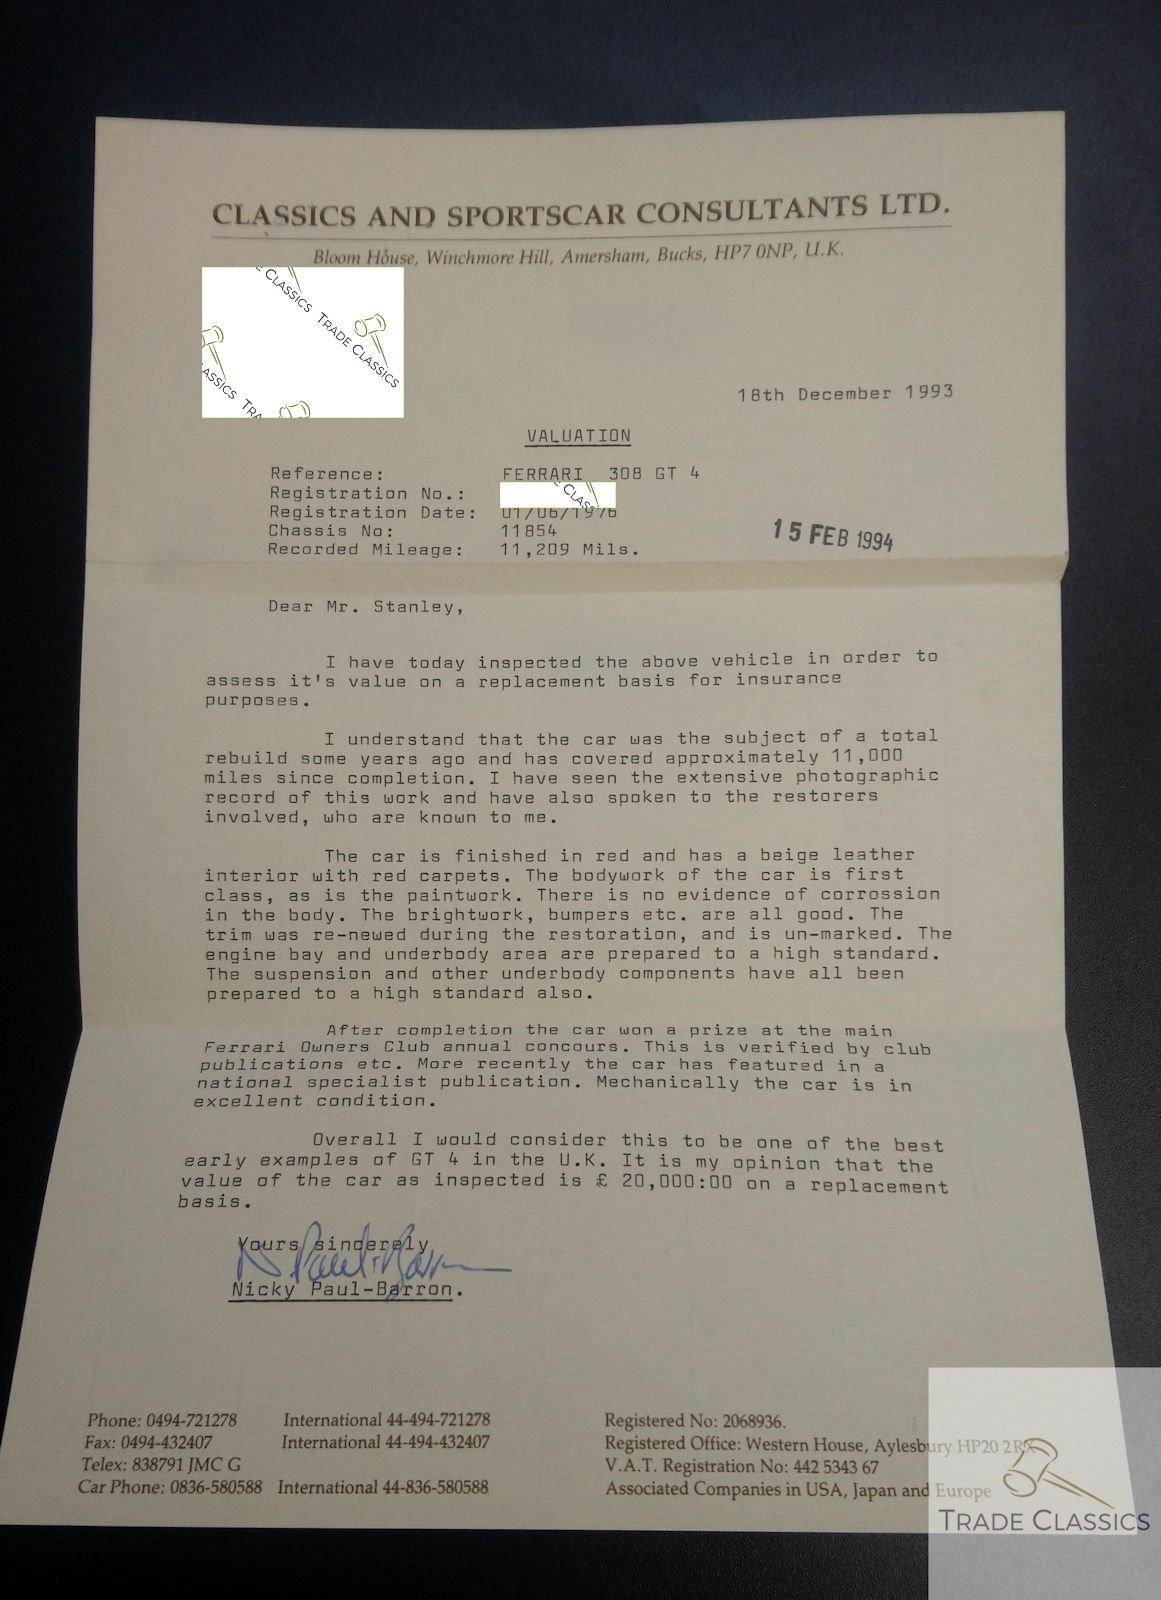 CLASSICS AND SPORTSCAR CONSULTANTS LTD.
Bloom House, Winchmore Hill, Amersham, Bucks, HP7 0NP, U.K.
CLASSICS TRADE CLASSICS
ASSICS TRA
18th December 1993
VALUATION
Reference: FERRARI 308 GT 4
Registration No.: CLASS
Registration Date: 01/06/1976
Chassis No: 11854
Recorded Mileage: 11,209 Mils.
15 FEB 1994
Dear Mr. Stanley,
I have today inspected the above vehicle in order to
assess it's value on a replacement basis for insurance
purposes.
I understand that the car was the subject of a total
rebuild some years ago and has covered approximately 11,000
miles since completion. I have seen the extensive photographic
record of this work and have also spoken to the restorers
involved, who are known to me.
The car is finished in red and has a beige leather
interior with red carpets. The bodywork of the car is first
class, as is the paintwork. There is no evidence of corrossion
in the body. The brightwork, bumpers etc. are all good. The
trim was re-newed during the restoration, and is un-marked. The
engine bay and underbody area are prepared to a high standard.
The suspension and other underbody components have all been
prepared to a high standard also.
After completion the car won a prize at the main
Ferrari Owners Club annual concours. This is verified by club
publications etc. More recently the car has featured in a
national specialist publication. Mechanically the car is in
excellent condition.
Overall I would consider this to be one of the best
early examples of GT 4 in the U.K. It is my opinion that the
value of the car as inspected is £ 20,000:00 on a replacement
basis.
Yours sincerely
N Paul-Barron
Nicky Paul-Barron.
Phone: 0494-721278 International 44-494-721278
Fax: 0494-432407 International 44-494-432407
Telex: 838791 JMC G
Car Phone: 0836-580588 International 44-836-580588
Registered No: 2068936.
Registered Office: Western House, Aylesbury HP20 2RX
V.A.T. Registration No: 442 5343 67
Associated Companies in USA, Japan and Europe
TRADE CLASSICS